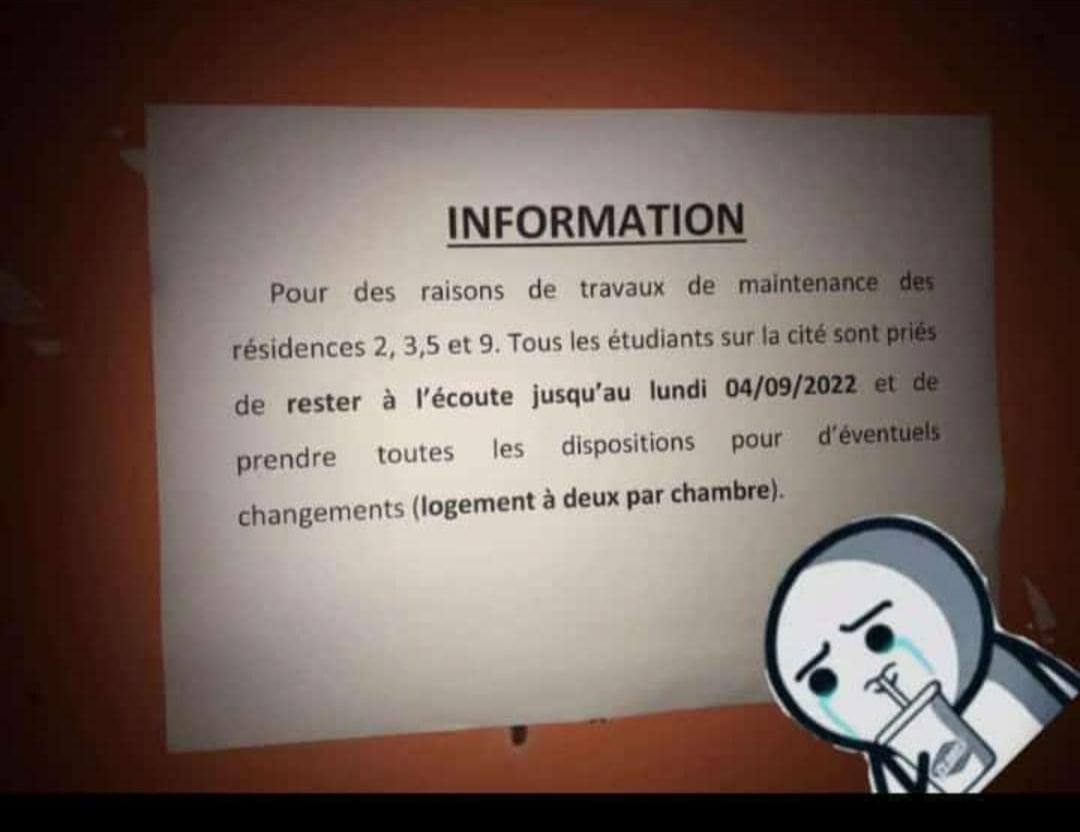 INFORMATION
Pour des raisons de travaux de maintenance des
résidences 2, 3,5 et 9. Tous les étudiants sur la cité sont priés
de rester à l'écoute jusqu'au lundi 04/09/2022 et de
prendre toutes les dispositions pour d'éventuels
changements (logement à deux par chambre).